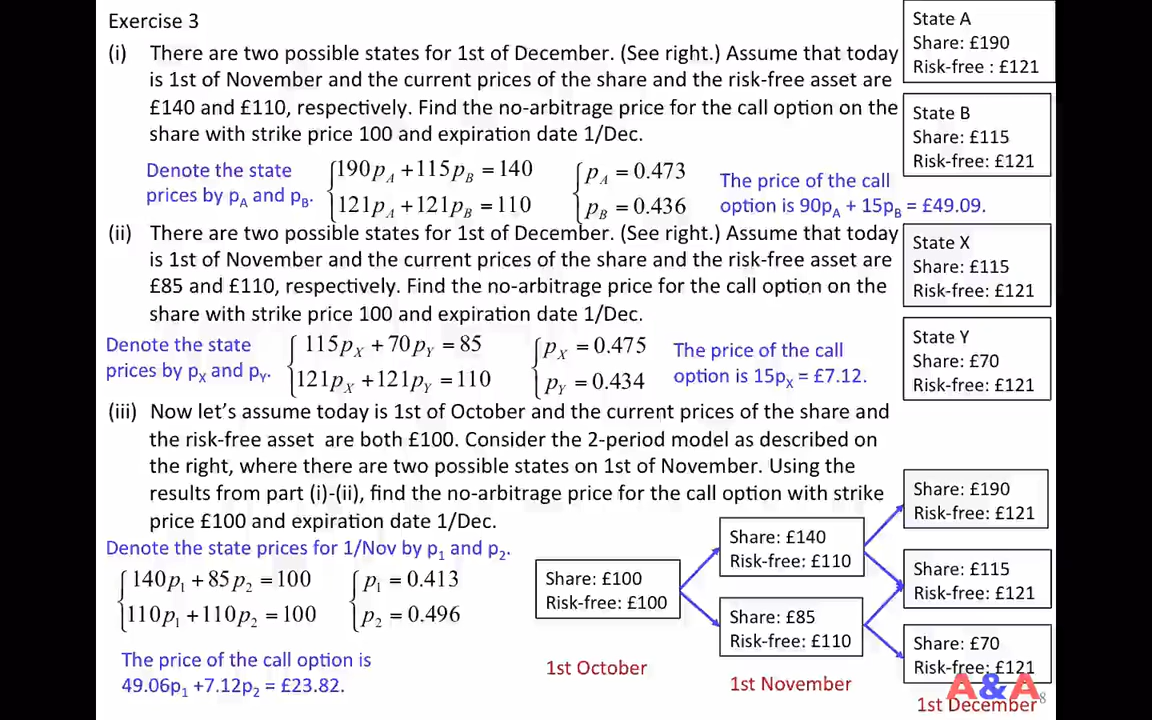 Exercise 3
(i) There are two possible states for 1st of December. (See right.) Assume that today
is 1st of November and the current prices of the share and the risk-free asset are
£140 and £110, respectively. Find the no-arbitrage price for the call option on the
share with strike price 100 and expiration date 1/Dec.
State A
Share: £190
Risk-free : £121
State B
Share: £115
Risk-free: £121
Denote the state
prices by pA and pB.
190pA +115pB =140
121pA +121pB =110
pA = 0.473
pB = 0.436
The price of the call
option is 90pA + 15pB = £49.09.
(ii) There are two possible states for 1st of December. (See right.) Assume that today
is 1st of November and the current prices of the share and the risk-free asset are
£85 and £110, respectively. Find the no-arbitrage price for the call option on the
share with strike price 100 and expiration date 1/Dec.
State X
Share: £115
Risk-free: £121
State Y
Share: £70
Risk-free: £121
Denote the state
prices by pX and pY.
115pX + 70pY = 85
121pX +121pY =110
pX = 0.475
pY = 0.434
The price of the call
option is 15pX = £7.12.
(iii) Now let's assume today is 1st of October and the current prices of the share and
the risk-free asset are both £100. Consider the 2-period model as described on
the right, where there are two possible states on 1st of November. Using the
results from part (i)-(ii), find the no-arbitrage price for the call option with strike
price £100 and expiration date 1/Dec.
Denote the state prices for 1/Nov by p1 and p2.
140p1 +85p2 =100
110p1 +110p2 =100
p1 = 0.413
p2 = 0.496
The price of the call option is
49.06p1 +7.12p2 = £23.82.
Share: £100
Risk-free: £100
1st October
Share: £140
Risk-free: £110
Share: £85
Risk-free: £110
1st November
Share: £190
Risk-free: £121
Share: £115
Risk-free: £121
Share: £70
Risk-free: £121
1st December
A&A
8